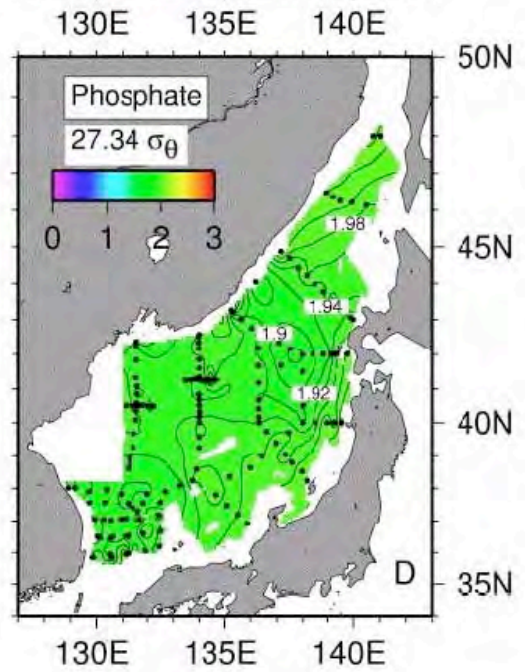 130E 135E 140E
50N
Phosphate
27.34 σθ
0 1 2 3
1.98
45N
1.94
1.9
1.92
40N
D
35N
130E 135E 140E